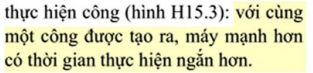 thực hiện công (hình H15.3): với cùng
một công được tạo ra, máy mạnh hơn
có thời gian thực hiện ngắn hơn.